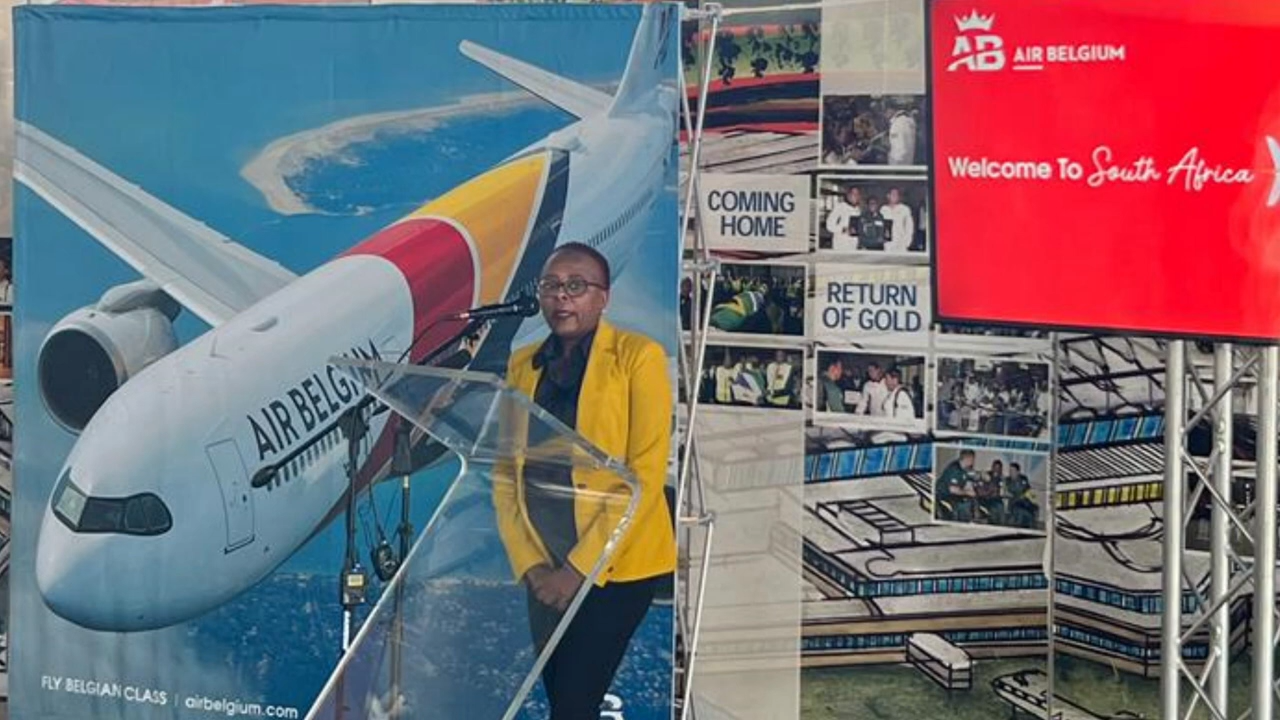 AIR BELGIUM
FLY BELGIAN CLASS | airbelgium.com
COMING
HOME
RETURN
OF GOLD
AB AIR BELGIUM
Welcome To South Africa